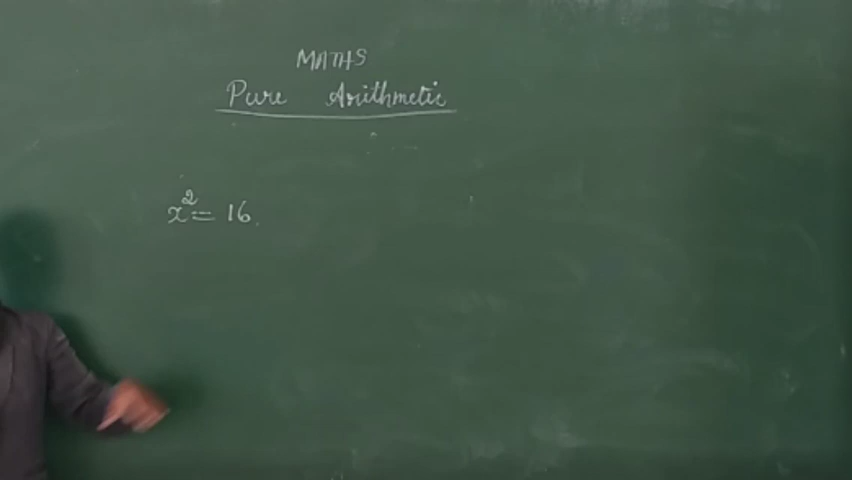 MATHS
Pure Arithmetic
x² = 16.